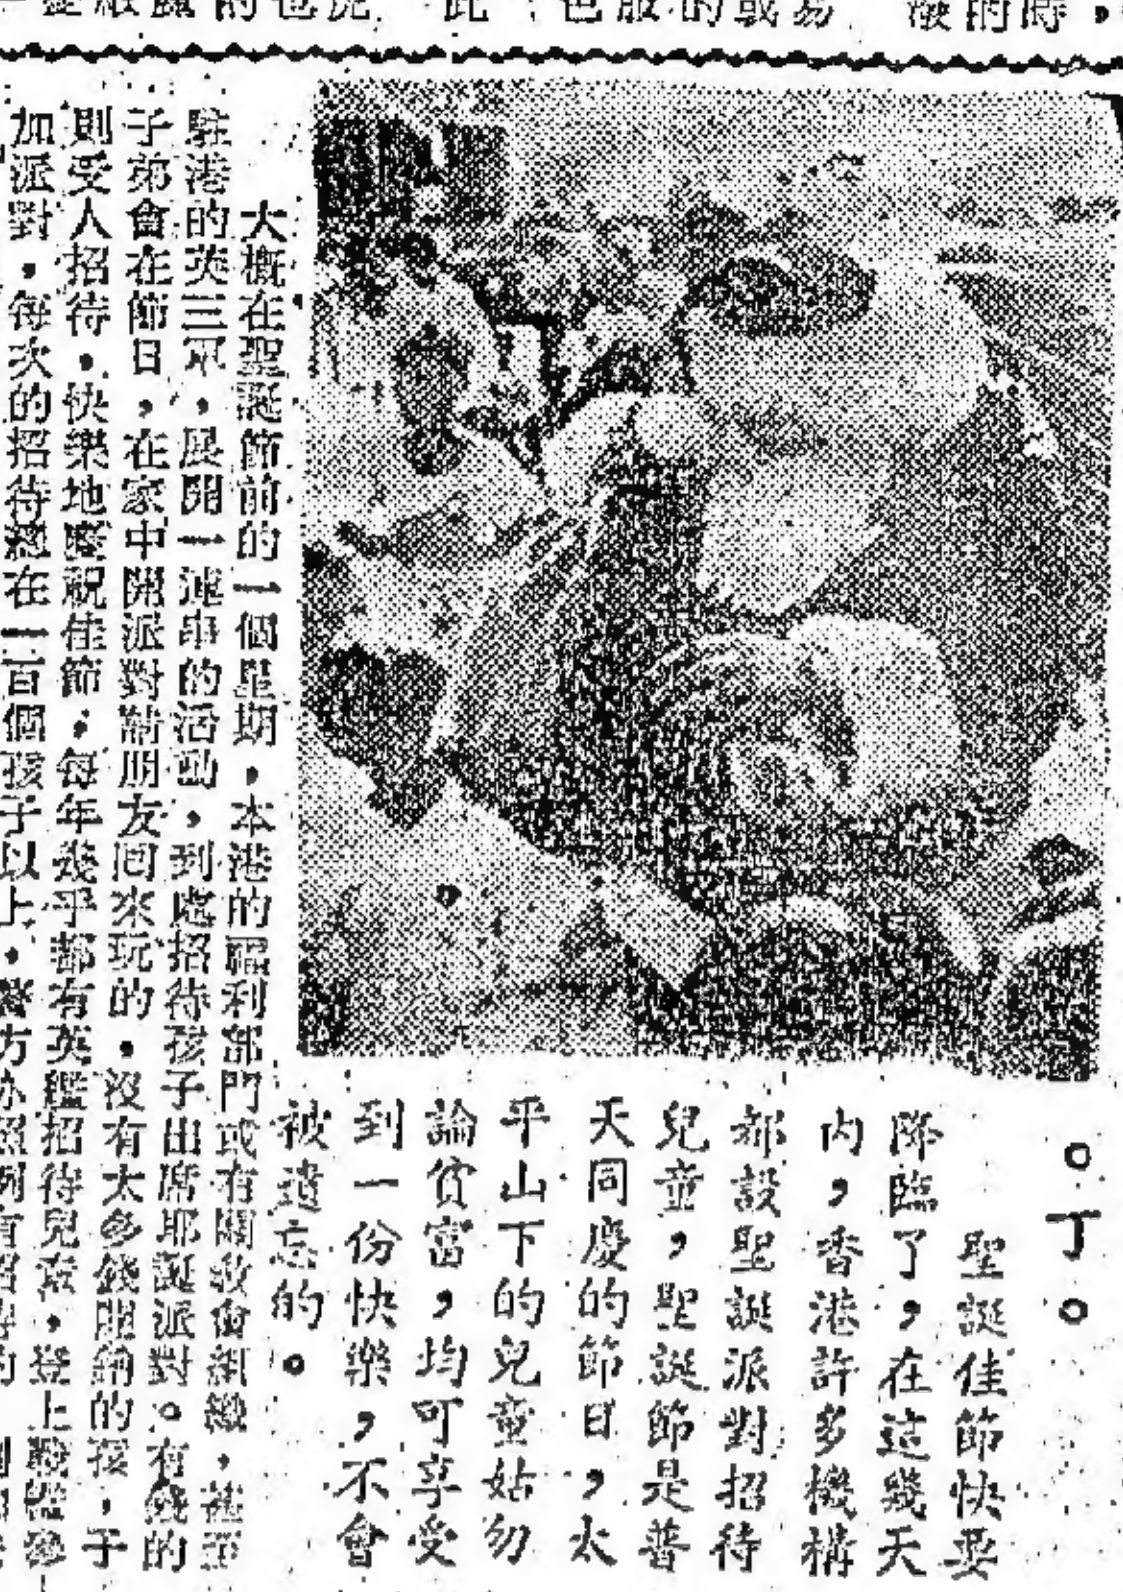 。丁。
聖誕佳節快要
降臨了，在這幾天
內，香港許多機構
都設聖誕派對招待
兒童，聖誕節是普
天同慶的節日，太
平山下的兒童姑勿
論貧富，均可享受
到一份快樂，不會
被遺忘的。
大概在聖誕節前的一個星期，本港的福利部門或有關教會組織，甚至
駐港的英三軍，展開一連串的活動，到處招待孩子出席耶誕派對。有錢的
子弟會在節日，在家中開派對請朋友回來玩的，沒有太多錢開銷的孩，于
則受人招待，快樂地慶祝佳節，每年幾乎都有英艦招待兒童，登上戰艦參
加派對，每次的招待總在一百個孩子以上，方亦照例有招待